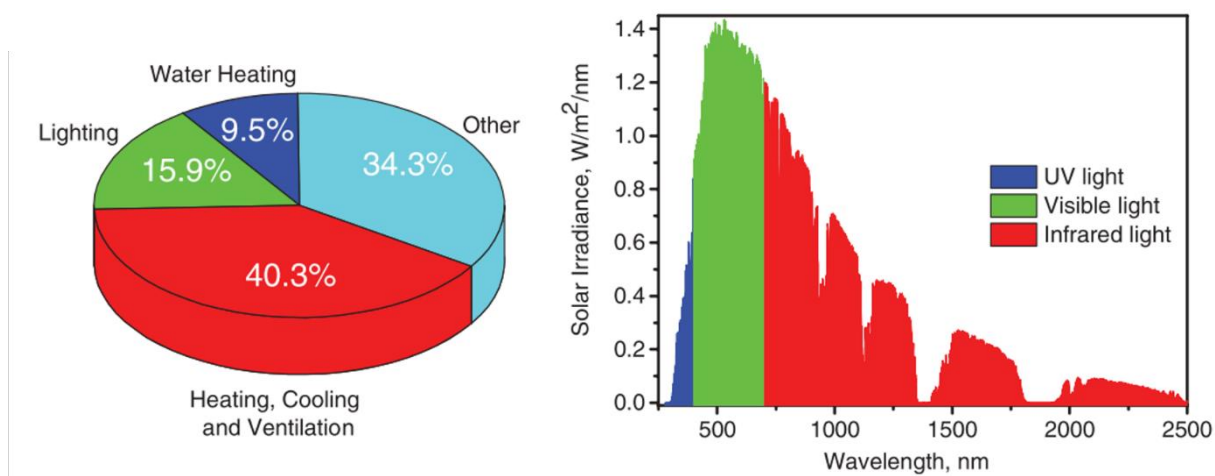 Water Heating
Lighting
Other
9.5%
15.9%
34.3%
40.3%
Heating, Cooling
and Ventilation
Solar Irradiance, W/m²/nm
1.4
1.2
1.0
0.8
0.6
0.4
0.2
0.0
UV light
Visible light
Infrared light
500 1000 1500 2000 2500
Wavelength, nm